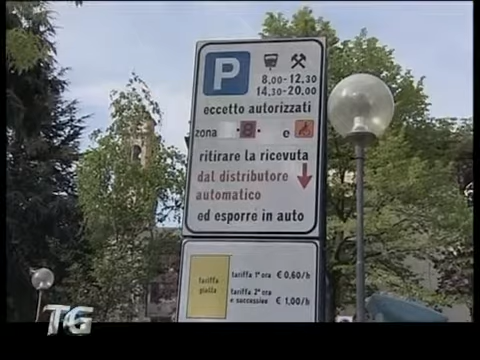 P
8.00-12.30
14.30-20.00
eccetto autorizzati
zona 8 e
ritirare la ricevuta
dal distributore
automatico
ed esporre in auto
tariffa
gialla
tariffa 1ª ora € 0,60/h
tariffa 2ª ora
e successive € 1,00/h
TG